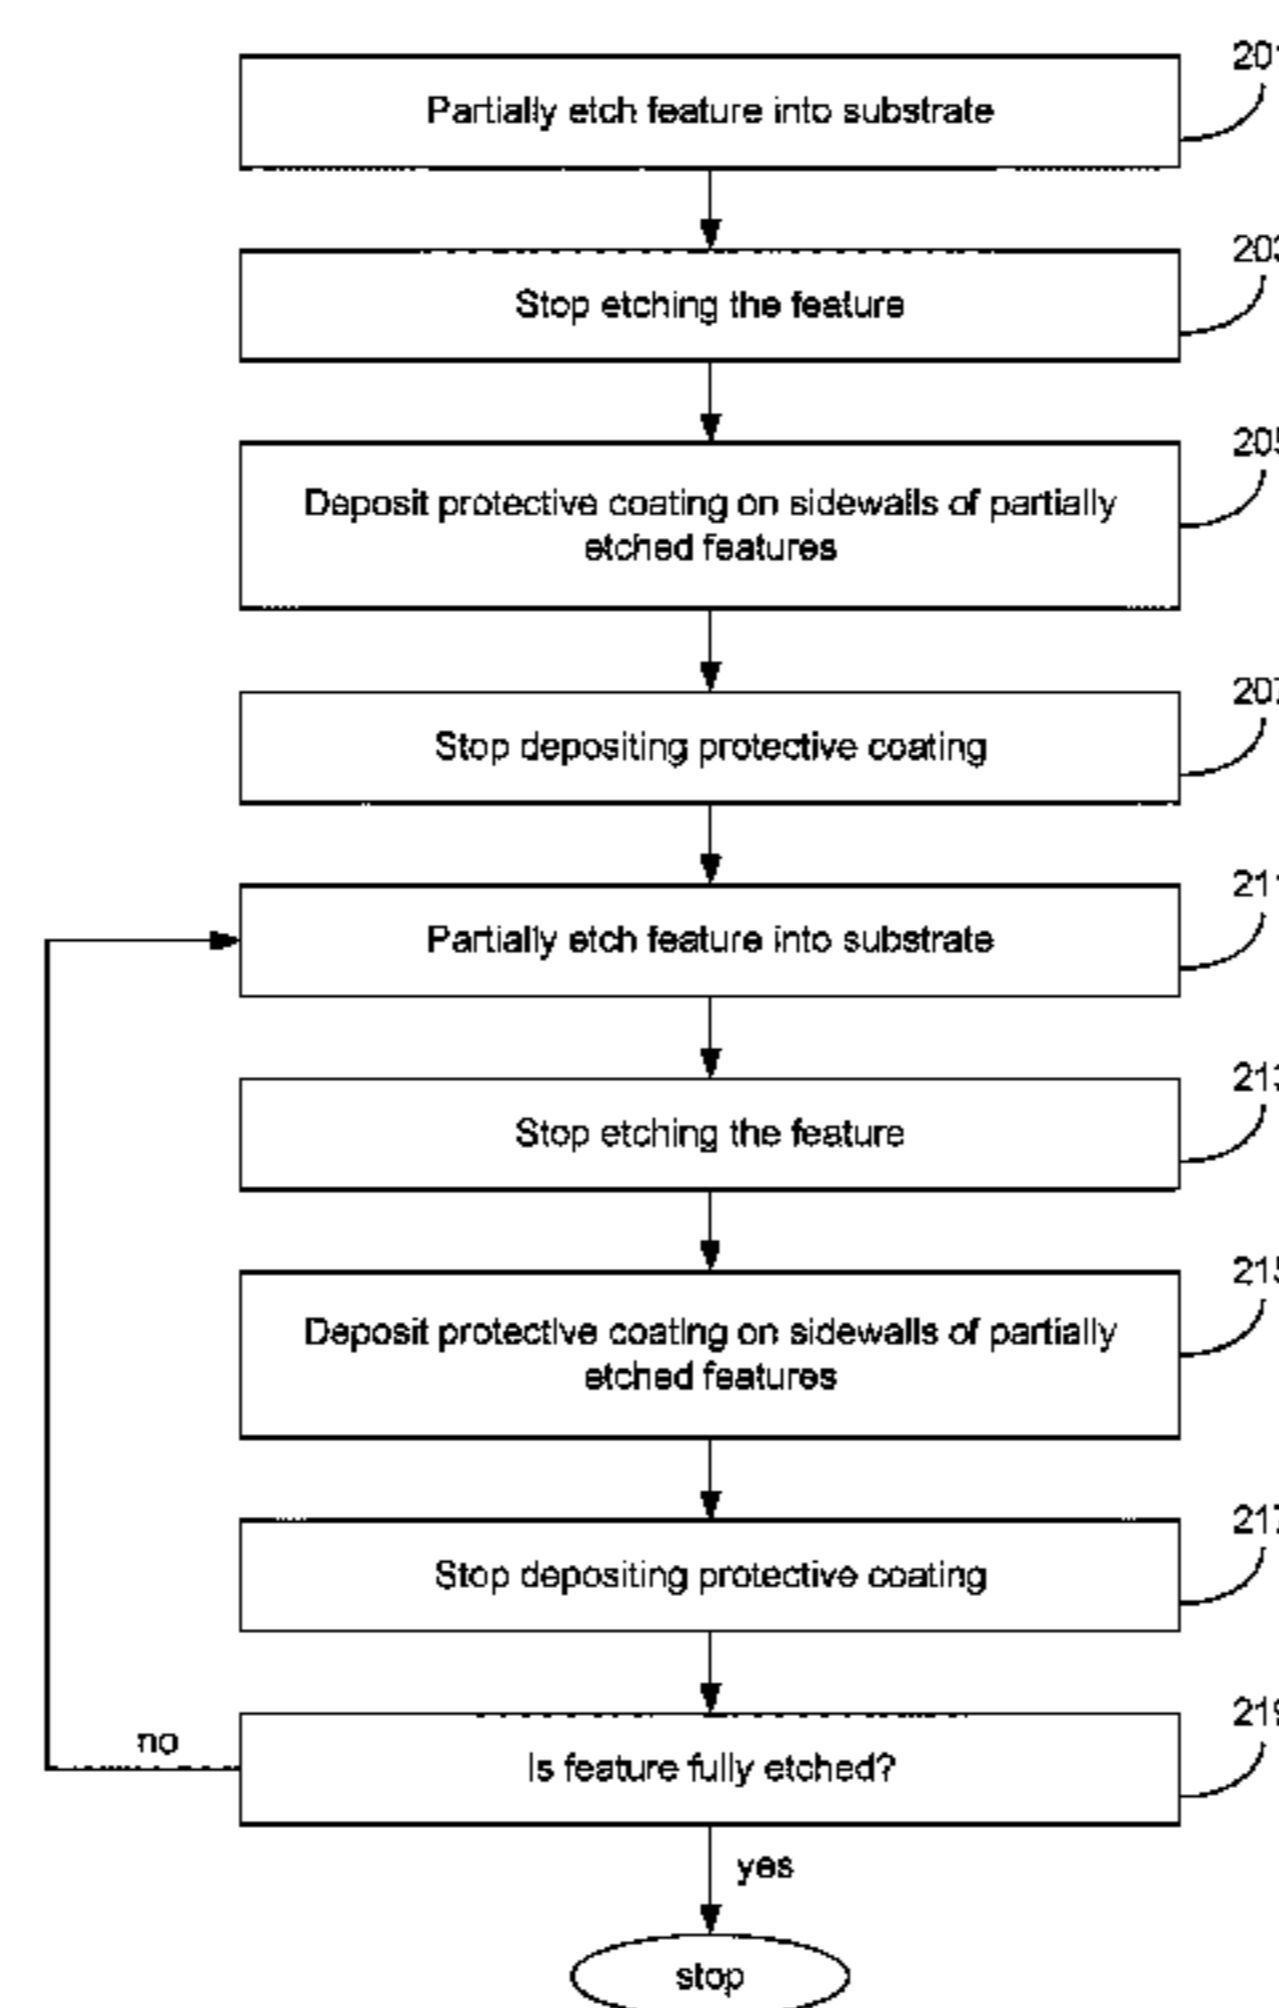 201
Partially etch feature into substrate
203
Stop etching the feature
205
Deposit protective coating on sidewalls of partially
etched features
207
Stop depositing protective coating
211
Partially etch feature into substrate
213
Stop etching the feature
215
Deposit protective coating on sidewalls of partially
etched features
217
Stop depositing protective coating
219
Is feature fully etched?
no
yes
stop